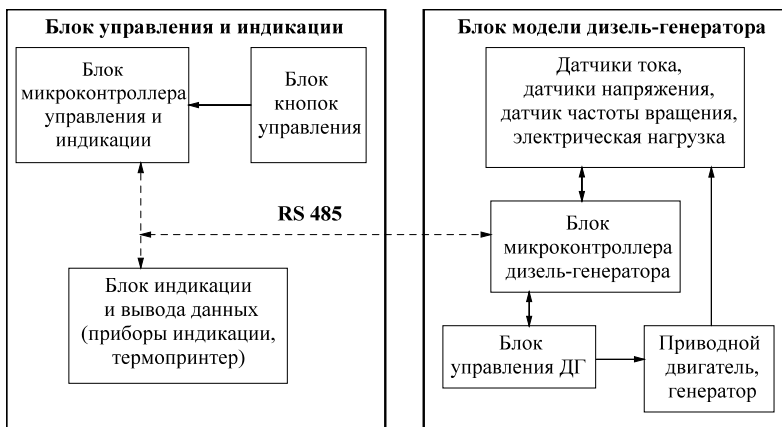 Блок управления и индикации
Блок
микроконтроллера
управления и
индикации
Блок
кнопок
управления
Блок индикации
и вывода данных
(приборы индикации,
термопринтер)
RS 485
Блок модели дизель-генератора
Датчики тока,
датчики напряжения,
датчик частоты вращения,
электрическая нагрузка
Блок
микроконтроллера
дизель-генератора
Блок
управления ДГ
Приводной
двигатель,
генератор